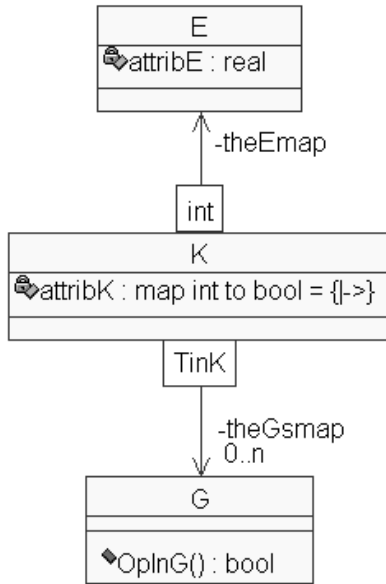 E
attribE : real
-theEmap
int
K
attribK : map int to bool = {|->}
TinK
-theGsmap
0..n
G
OpInG() : bool